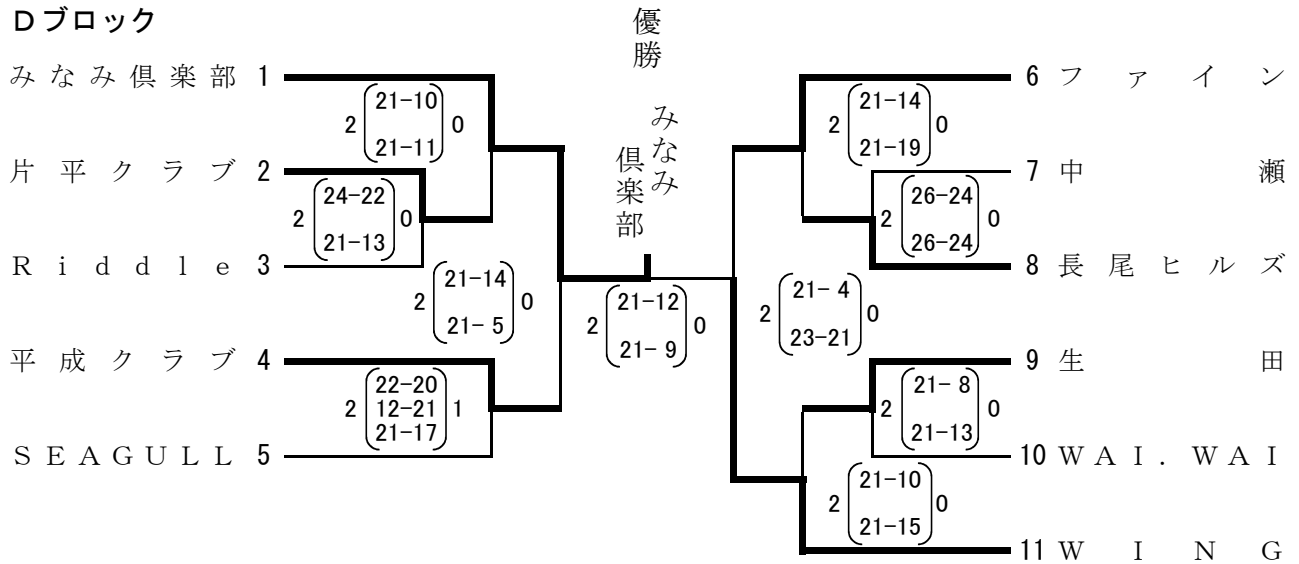 Dブロック
優勝
みなみ倶楽部
みなみ倶楽部 1
片平クラブ 2
Riddle 3
平成クラブ 4
SEAGULL 5
2 21-10 0
21-11
2 24-22 0
21-13
2 21-14 0
21- 5
22-20
2 12-21 1
21-17
2 21-12 0
21- 9
6 ファイン
7 中瀬
8 長尾ヒルズ
9 生田
10 WAI.WAI
11 WING
2 21-14 0
21-19
2 26-24 0
26-24
2 21- 4 0
23-21
2 21- 8 0
21-13
2 21-10 0
21-15